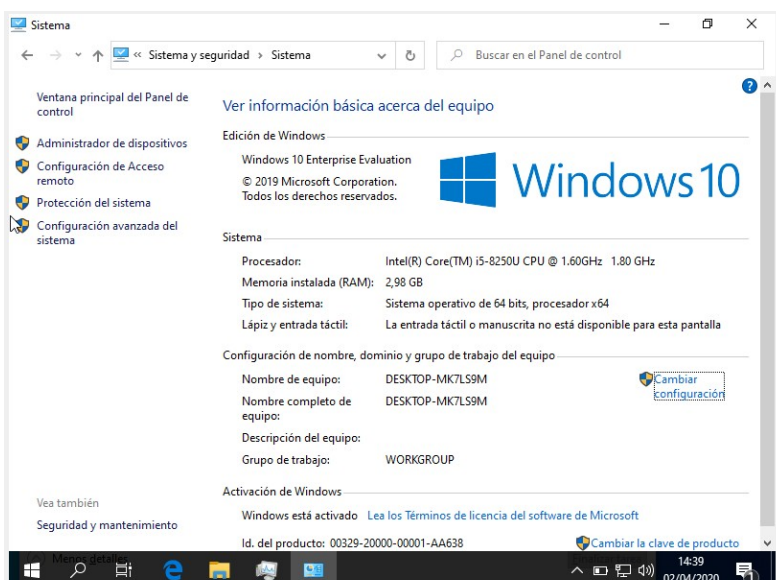 Sistema
« Sistema y seguridad › Sistema
Buscar en el Panel de control
Ventana principal del Panel de
control
Administrador de dispositivos
Configuración de Acceso
remoto
Protección del sistema
Configuración avanzada del
sistema
Vea también
Seguridad y mantenimiento
Ver información básica acerca del equipo
Edición de Windows
Windows 10 Enterprise Evaluation
© 2019 Microsoft Corporation.
Todos los derechos reservados.
Windows 10
Sistema
Procesador: Intel(R) Core(TM) i5-8250U CPU @ 1.60GHz 1.80 GHz
Memoria instalada (RAM): 2,98 GB
Tipo de sistema: Sistema operativo de 64 bits, procesador x64
Lápiz y entrada táctil: La entrada táctil o manuscrita no está disponible para esta pantalla
Configuración de nombre, dominio y grupo de trabajo del equipo
Nombre de equipo: DESKTOP-MK7LS9M
Cambiar
configuración
Nombre completo de
equipo: DESKTOP-MK7LS9M
Descripción del equipo:
Grupo de trabajo: WORKGROUP
Activación de Windows
Windows está activado Lea los Términos de licencia del software de Microsoft
Id. del producto: 00329-20000-00001-AA638 Cambiar la clave de producto
Menos detalles
14:39
02/04/2020